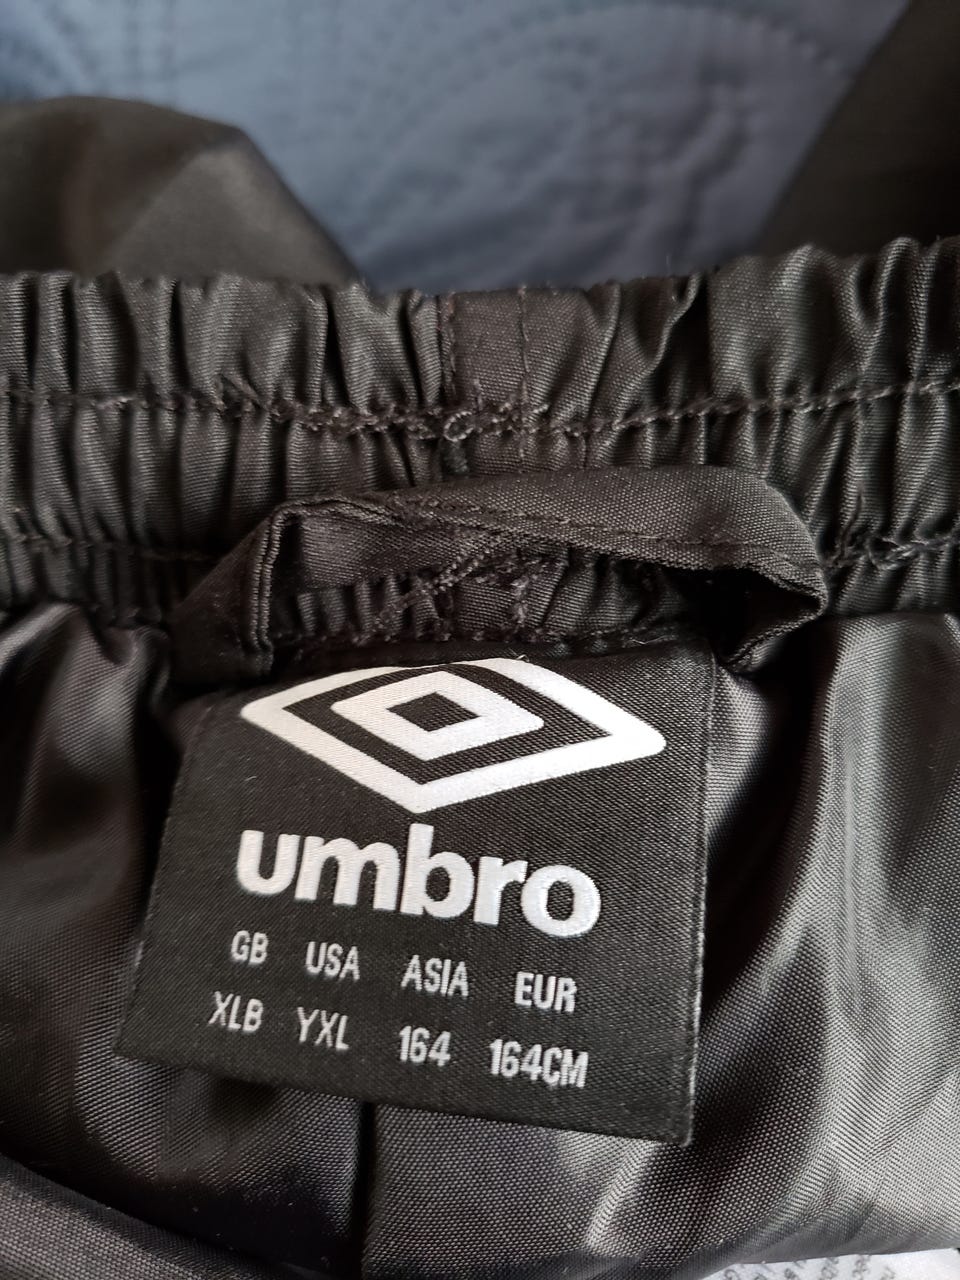 umbro
GB USA ASIA EUR
XLB YXL 164 164CM